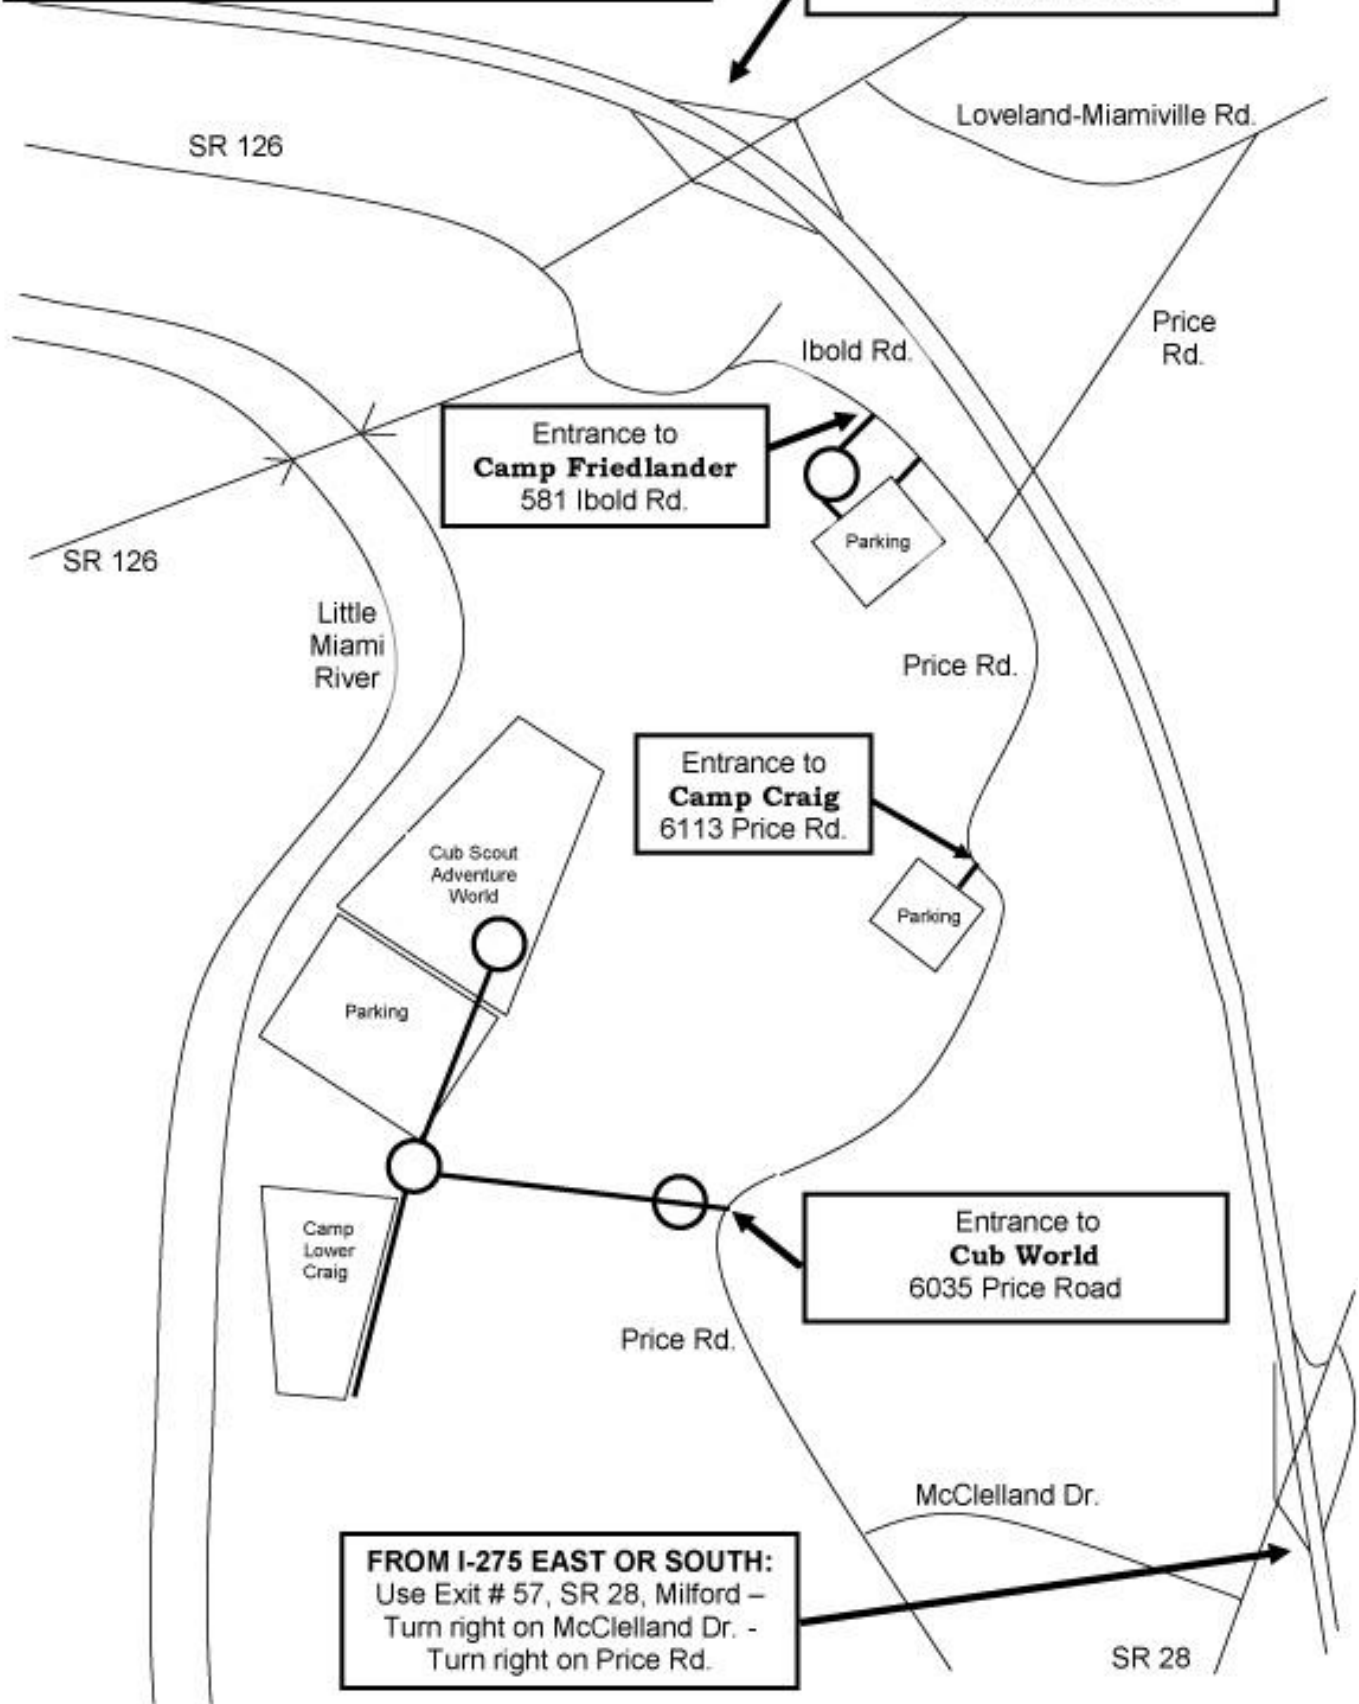 Loveland-Miamiville Rd.
SR 126
Price
Rd.
Ibold Rd.
Entrance to
Camp Friedlander
581 Ibold Rd.
Parking
SR 126
Little
Miami
River
Price Rd.
Entrance to
Camp Craig
6113 Price Rd.
Cub Scout
Adventure
World
Parking
Parking
Entrance to
Cub World
6035 Price Road
Camp
Lower
Craig
Price Rd.
McClelland Dr.
FROM I-275 EAST OR SOUTH:
Use Exit # 57, SR 28, Milford –
Turn right on McClelland Dr. -
Turn right on Price Rd.
SR 28